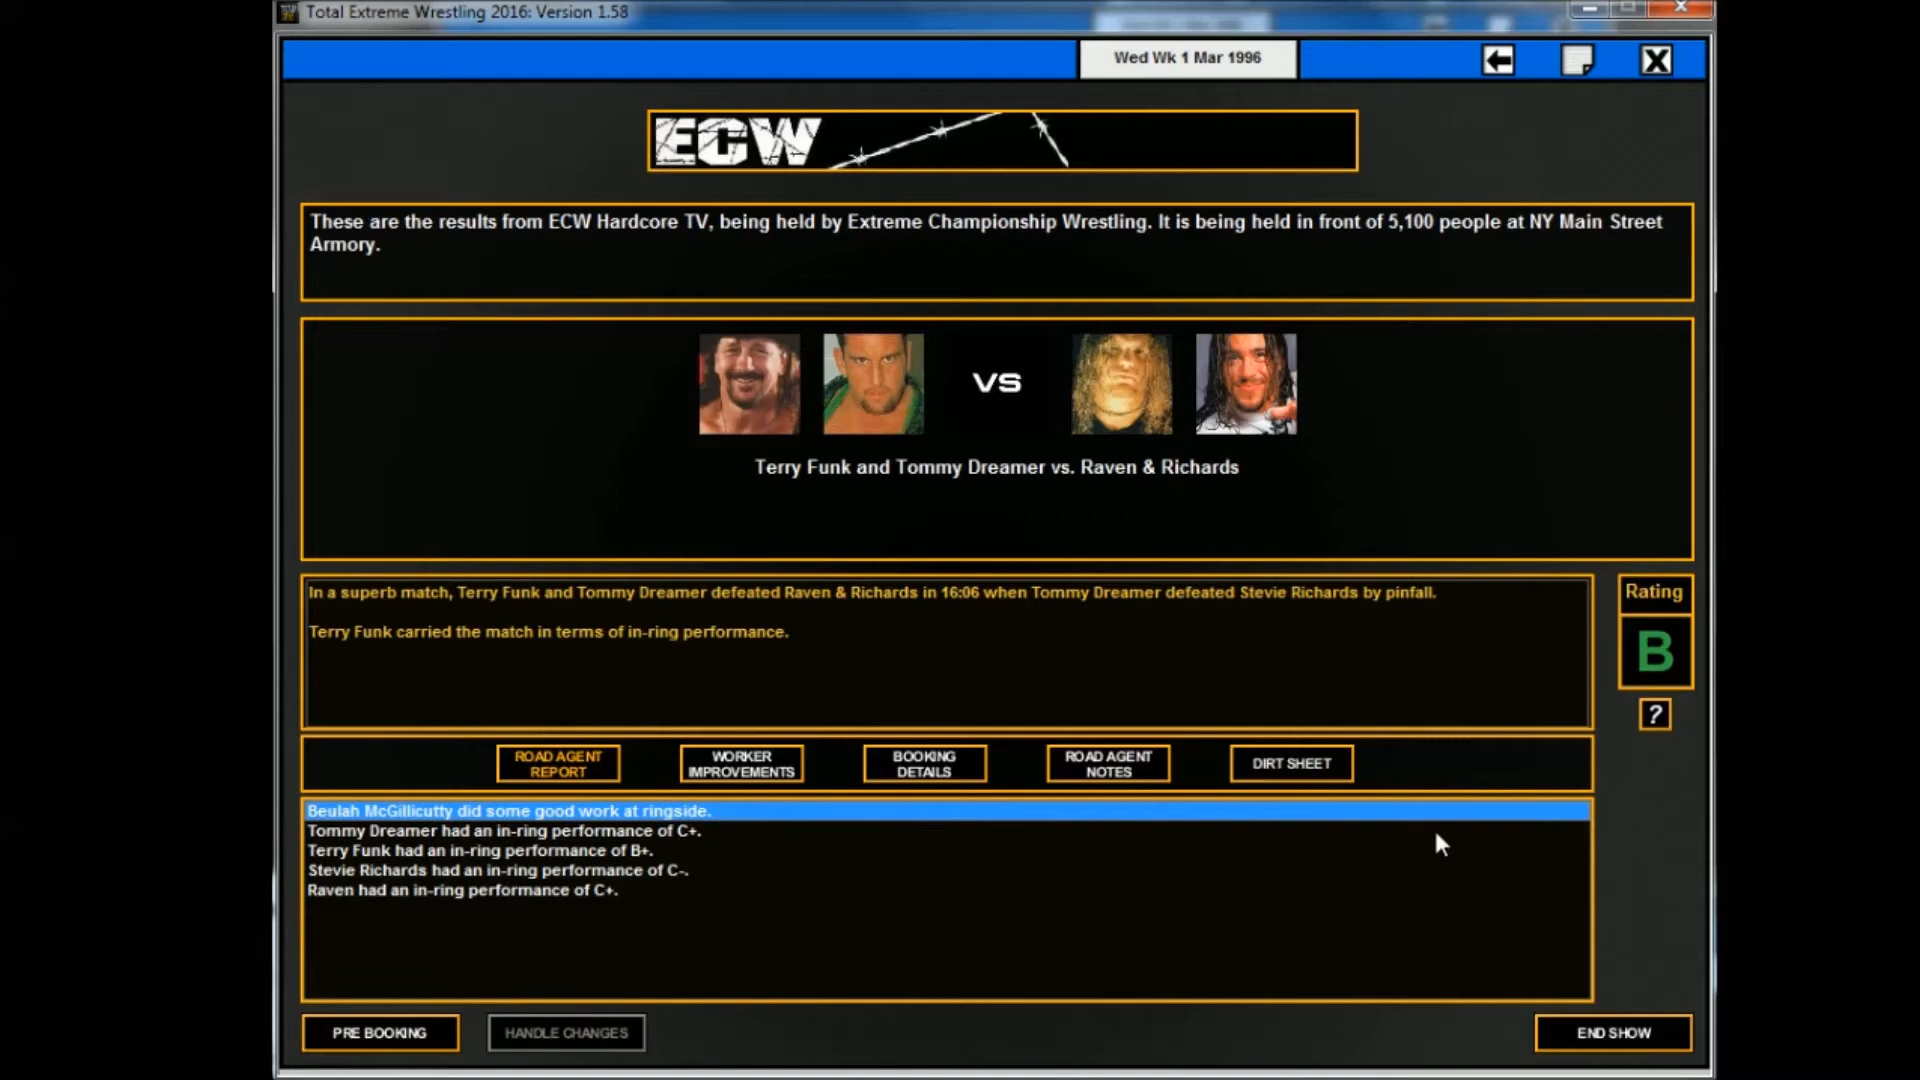 Total Extreme Wrestling 2016: Version 1.58
Wed Wk 1 Mar 1996
X
ECW
These are the results from ECW Hardcore TV, being held by Extreme Championship Wrestling. It is being held in front of 5,100 people at NY Main Street
Armory.
VS
Terry Funk and Tommy Dreamer vs. Raven & Richards
In a superb match, Terry Funk and Tommy Dreamer defeated Raven & Richards in 16:06 when Tommy Dreamer defeated Stevie Richards by pinfall.
Terry Funk carried the match in terms of in-ring performance.
Rating
B
?
ROAD AGENT
REPORT
WORKER
IMPROVEMENTS
BOOKING
DETAILS
ROAD AGENT
NOTES
DIRT SHEET
Beulah McGillicutty did some good work at ringside.
Tommy Dreamer had an in-ring performance of C+.
Terry Funk had an in-ring performance of B+.
Stevie Richards had an in-ring performance of C-.
Raven had an in-ring performance of C+.
PRE BOOKING
HANDLE CHANGES
END SHOW